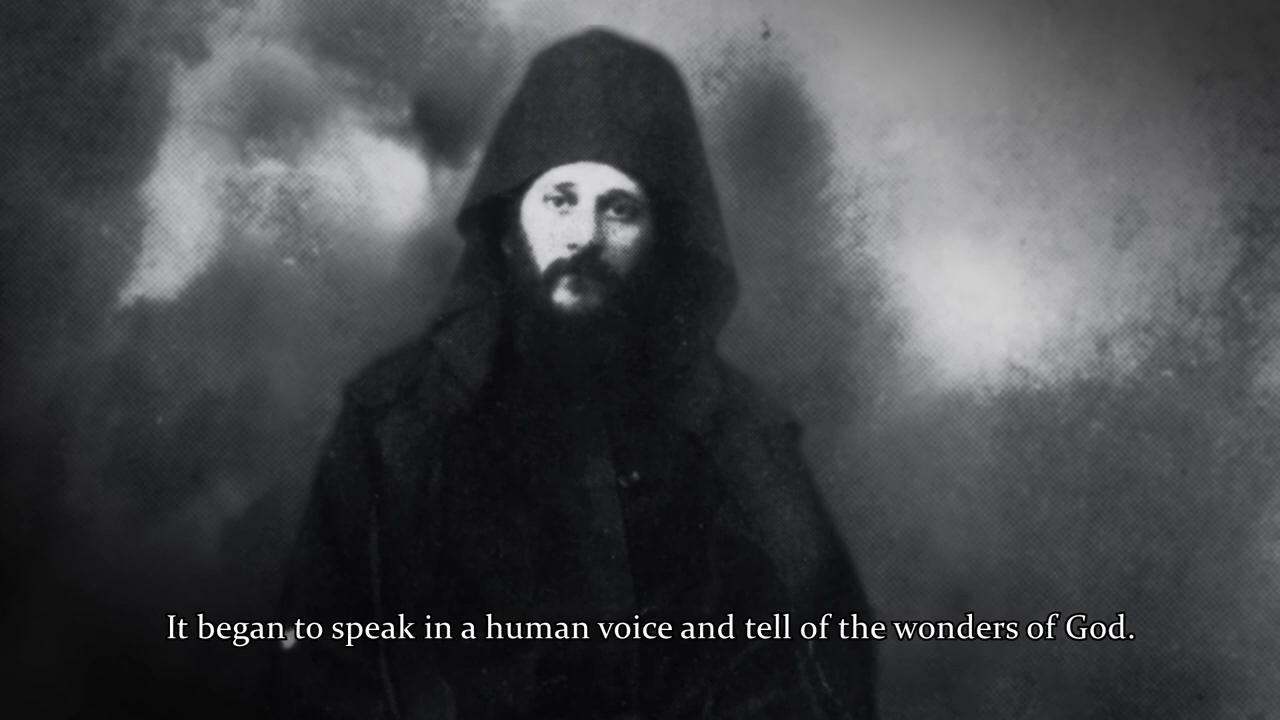 It began to speak in a human voice and tell of the wonders of God.